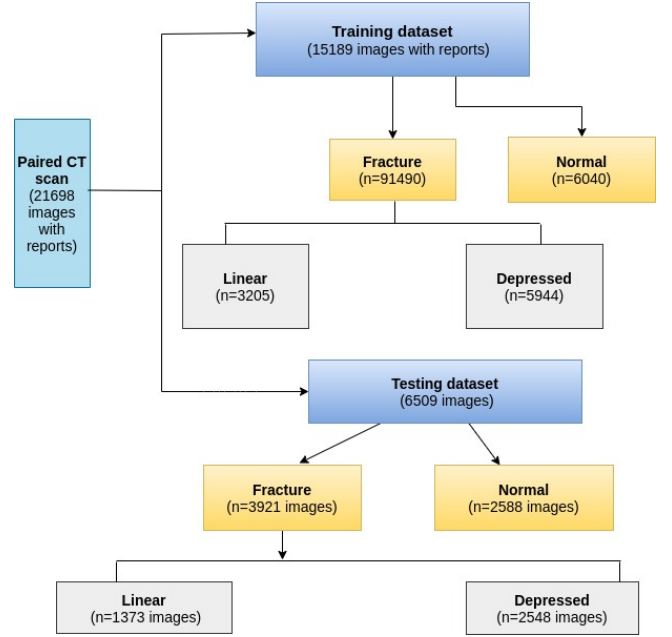 Training dataset
(15189 images with reports)
Paired CT
scan
(21698
images
with
reports)
Fracture
(n=91490)
Normal
(n=6040)
Linear
(n=3205)
Depressed
(n=5944)
Testing dataset
(6509 images)
Fracture
(n=3921 images)
Normal
(n=2588 images)
Linear
(n=1373 images)
Depressed
(n=2548 images)